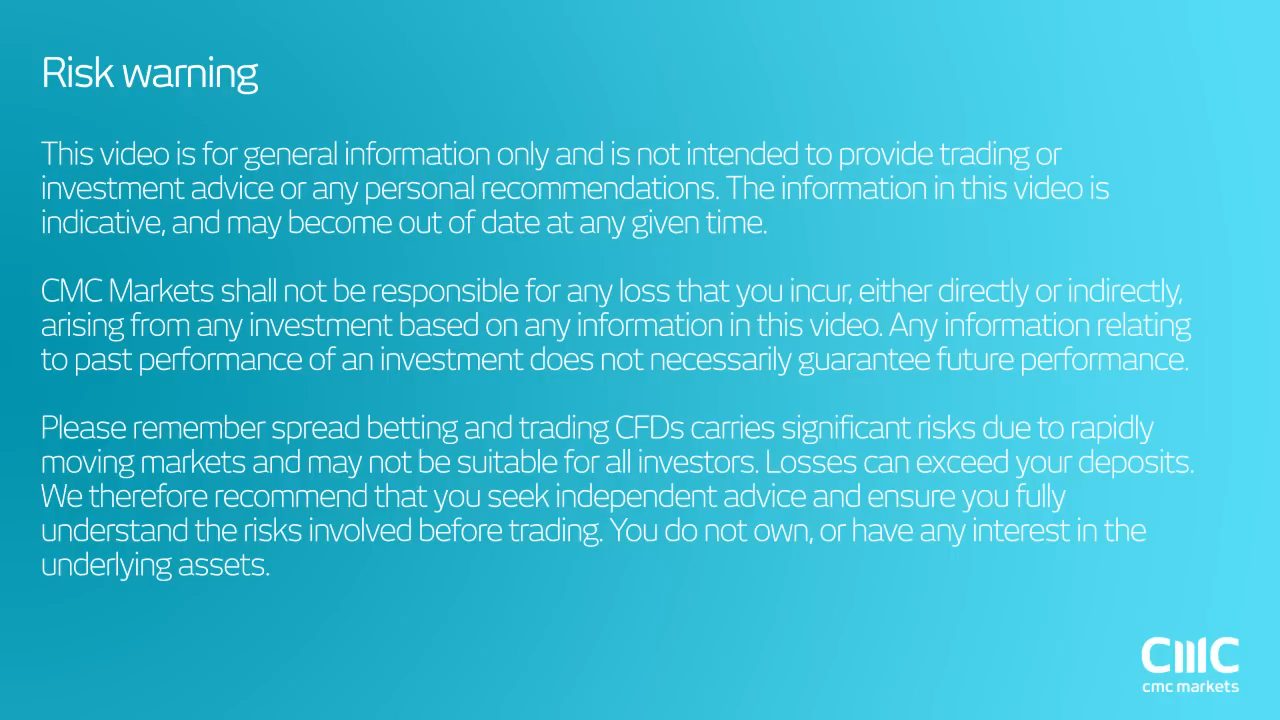 Risk warning
This video is for general information only and is not intended to provide trading or
investment advice or any personal recommendations. The information in this video is
indicative, and may become out of date at any given time.
CMC Markets shall not be responsible for any loss that you incur, either directly or indirectly,
arising from any investment based on any information in this video. Any information relating
to past performance of an investment does not necessarily guarantee future performance.
Please remember spread betting and trading CFDs carries significant risks due to rapidly
moving markets and may not be suitable for all investors. Losses can exceed your deposits.
We therefore recommend that you seek independent advice and ensure you fully
understand the risks involved before trading. You do not own, or have any interest in the
underlying assets.
CMC
cmc markets